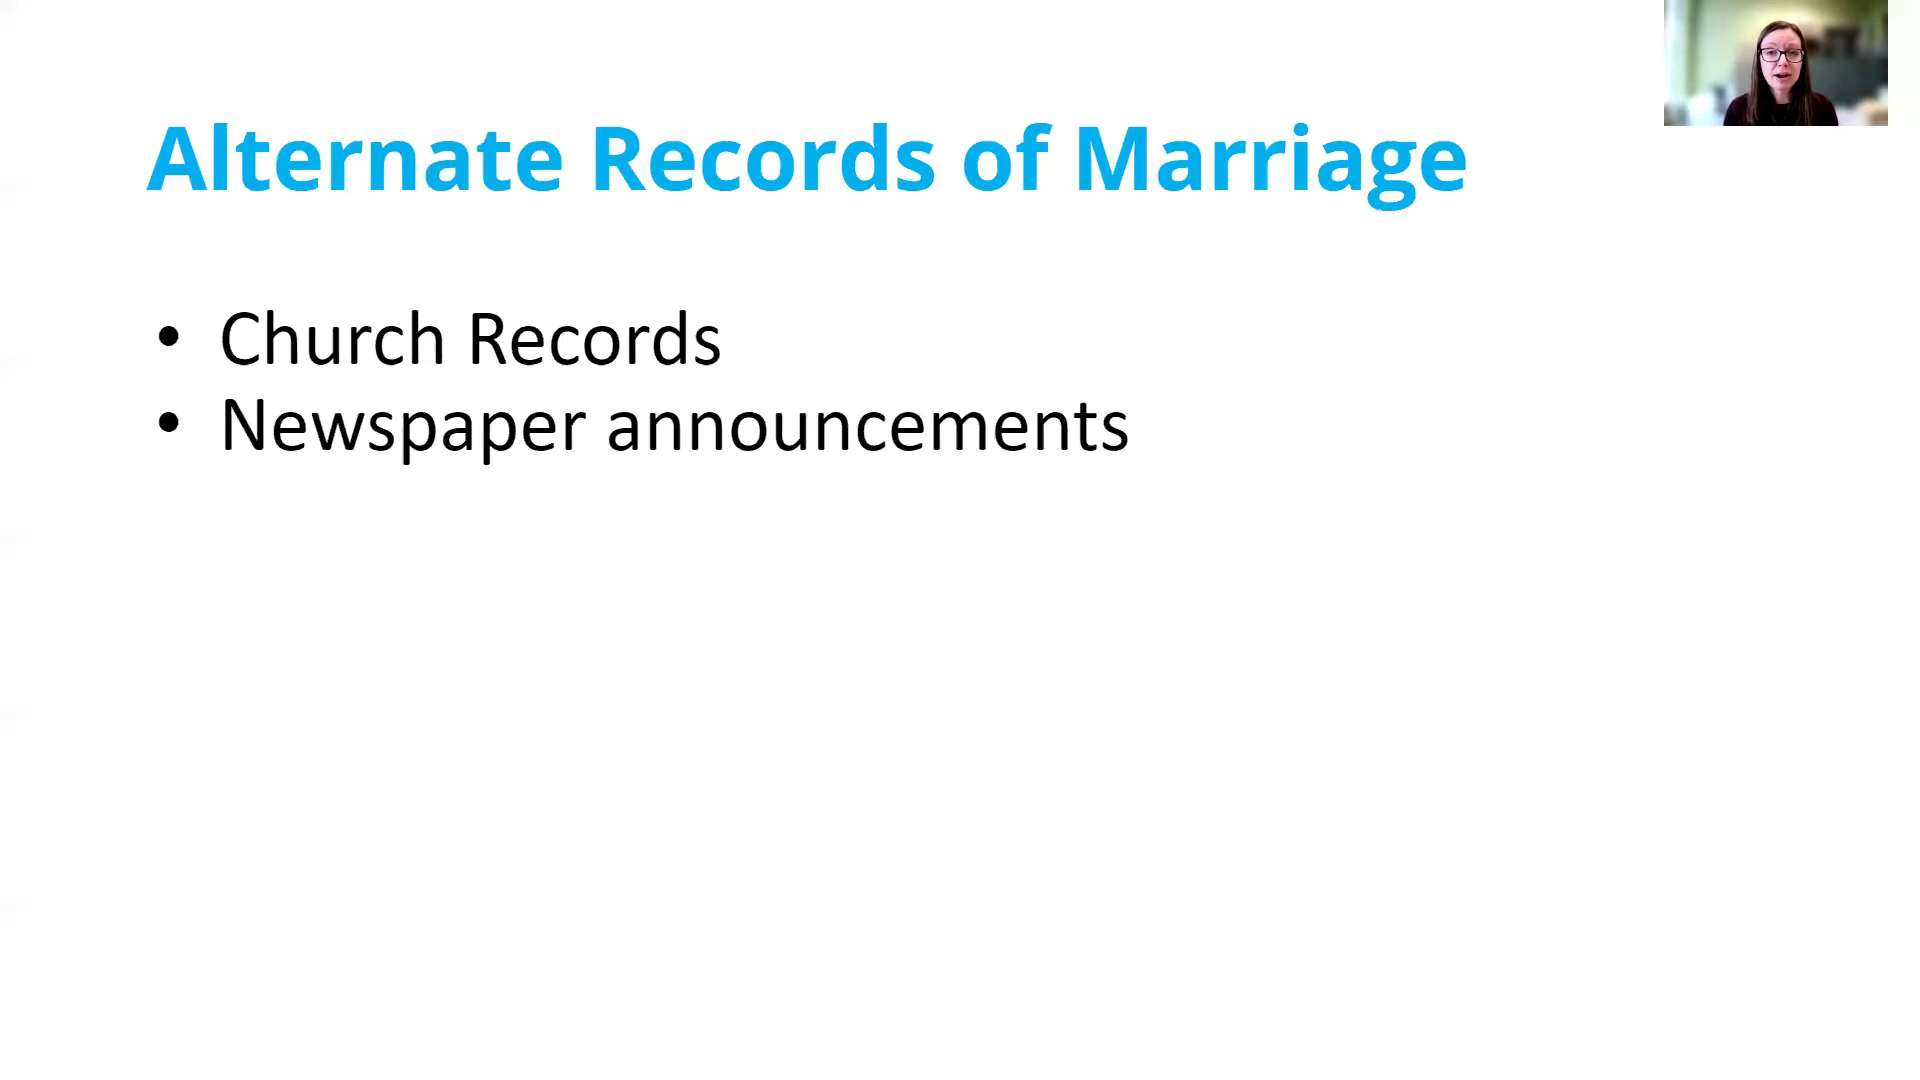 Alternate Records of Marriage
• Church Records
• Newspaper announcements